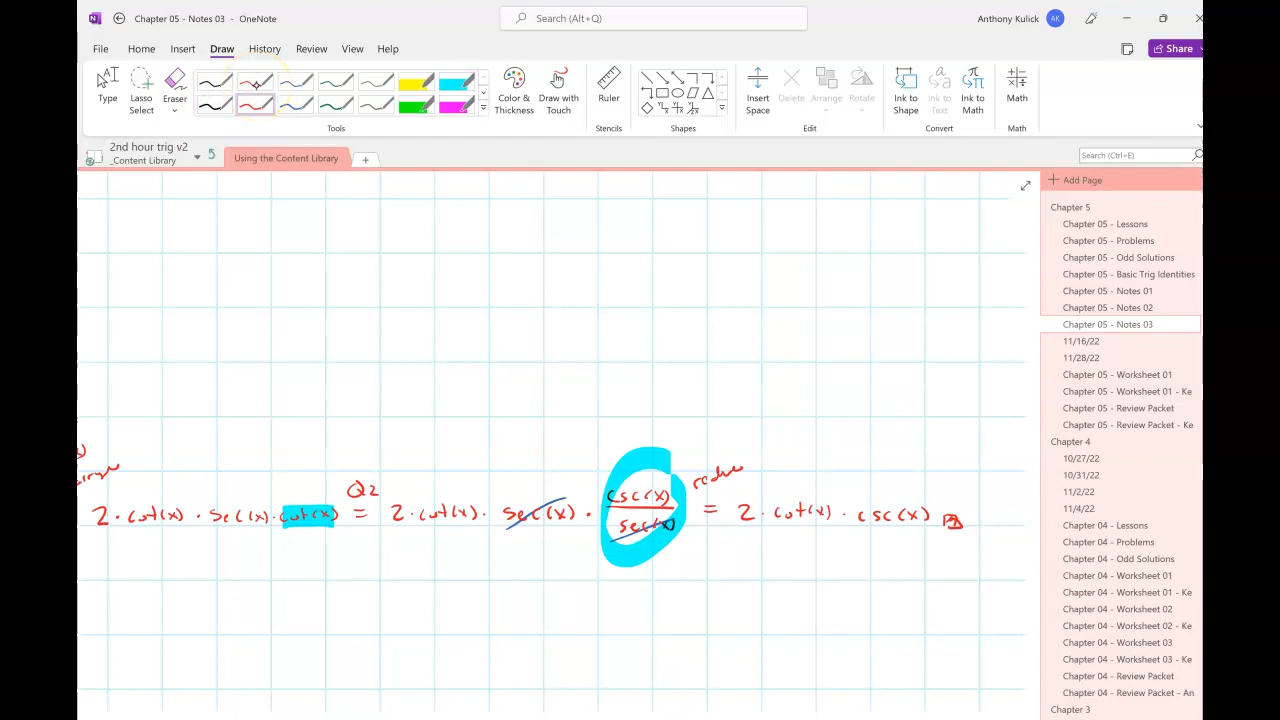 Chapter 05 - Notes 03 - OneNote
Search (Alt+Q)
Anthony Kulick
AK
File Home Insert Draw History Review View Help
Share
Type
Lasso Select
Eraser
Color & Thickness
Draw with Touch
Ruler
Insert Space
Delete
Arrange
Rotate
Ink to Shape
Ink to Text
Ink to Math
Math
Tools
Stencils
Shapes
Edit
Convert
Math
2nd hour trig v2
_Content Library
Using the Content Library
Search (Ctrl+E)
Add Page
Chapter 5
Chapter 05 - Lessons
Chapter 05 - Problems
Chapter 05 - Odd Solutions
Chapter 05 - Basic Trig Identities
Chapter 05 - Notes 01
Chapter 05 - Notes 02
Chapter 05 - Notes 03
11/16/22
11/28/22
Chapter 05 - Worksheet 01
Chapter 05 - Worksheet 01 - Ke
Chapter 05 - Review Packet
Chapter 05 - Review Packet - Ke
Chapter 4
10/27/22
10/31/22
11/2/22
11/4/22
Chapter 04 - Lessons
Chapter 04 - Problems
Chapter 04 - Odd Solutions
Chapter 04 - Worksheet 01
Chapter 04 - Worksheet 01 - Ke
Chapter 04 - Worksheet 02
Chapter 04 - Worksheet 02 - Ke
Chapter 04 - Worksheet 03
Chapter 04 - Worksheet 03 - Ke
Chapter 04 - Review Packet
Chapter 04 - Review Packet - An
Chapter 3
Q2
reduce
2 · cot(x) · sec(x) · cot(x) = 2 · cot(x) · sec(x) · csc(x) / sec(x) = 2 · cot(x) · csc(x)